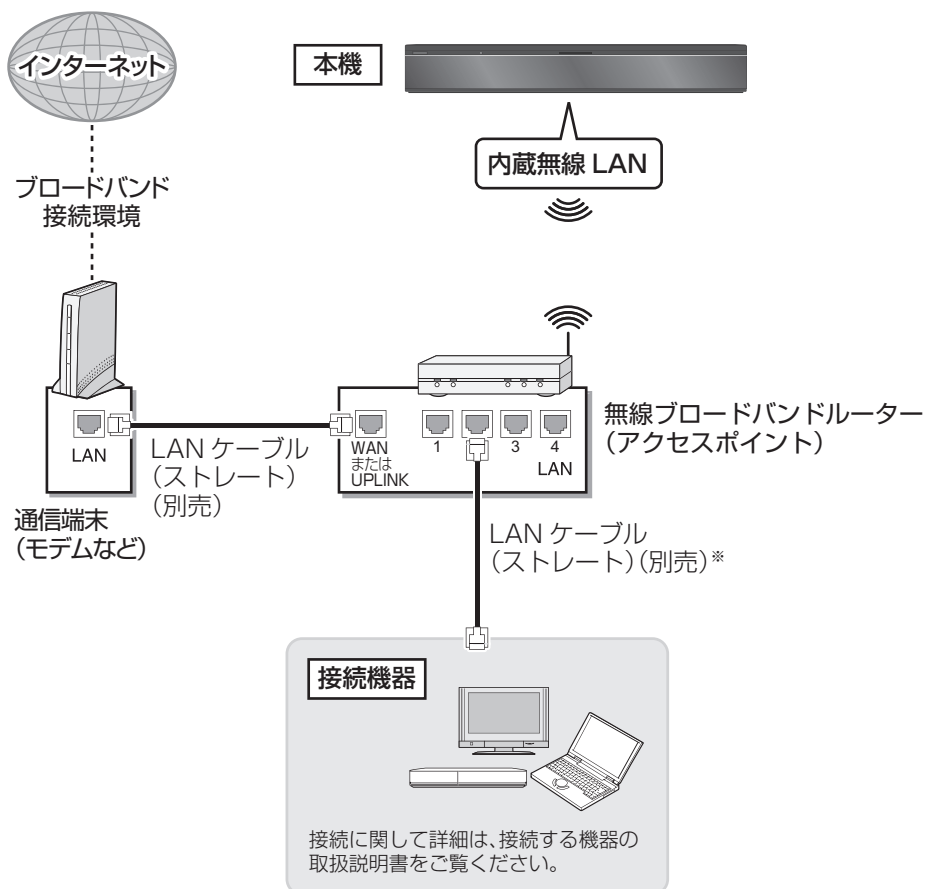 インターネット
本機
内蔵無線 LAN
ブロードバンド
接続環境
LAN
LAN ケーブル
（ストレート）
（別売）
WAN
または
UPLINK
1
3
4
LAN
無線ブロードバンドルーター
（アクセスポイント）
通信端末
（モデムなど）
LAN ケーブル
（ストレート）（別売）※
接続機器
接続に関して詳細は、接続する機器の
取扱説明書をご覧ください。